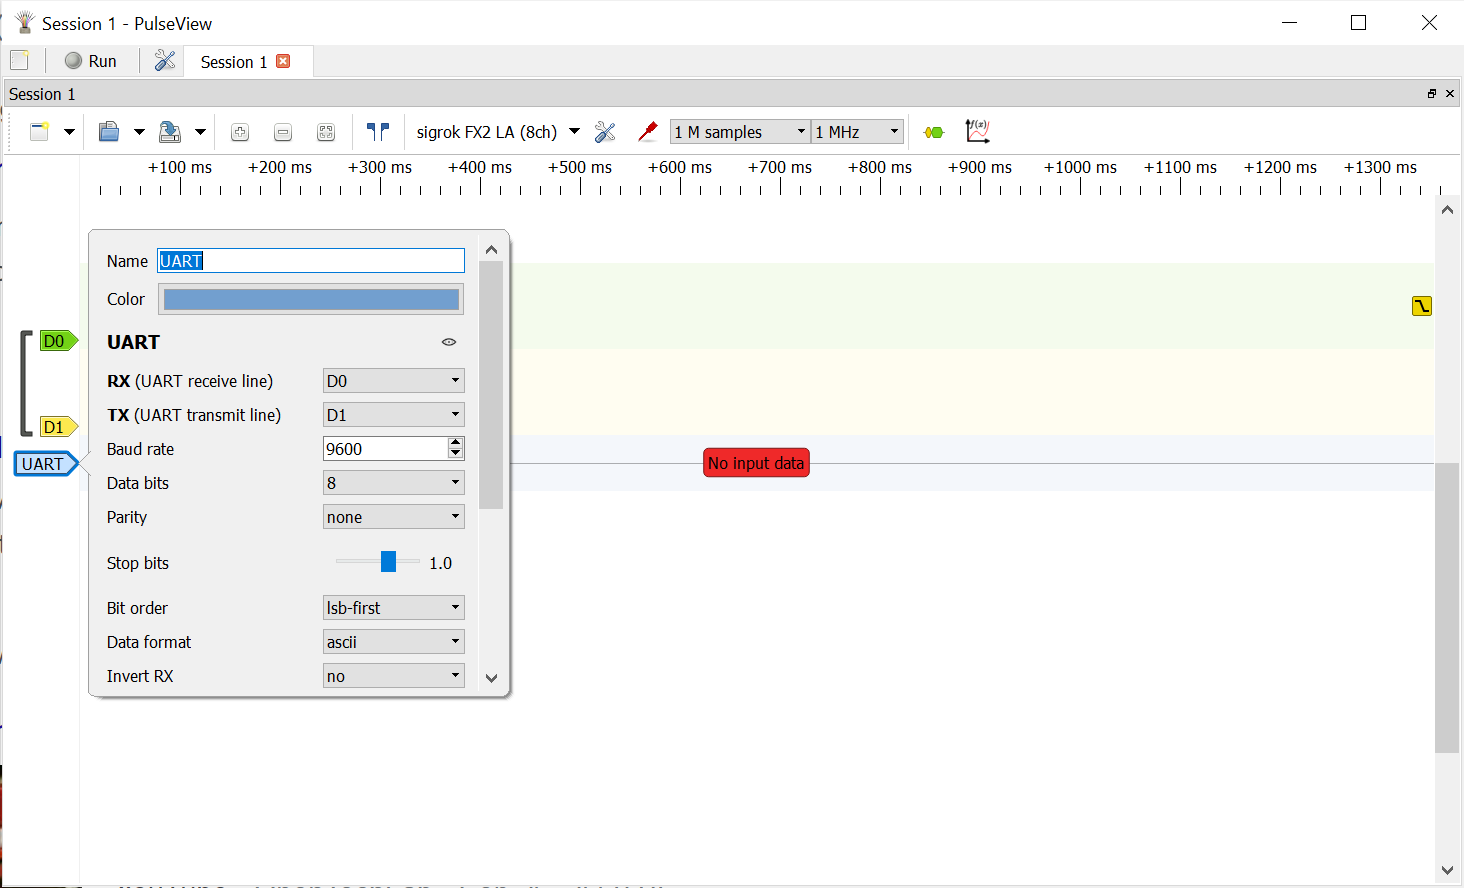 Session 1 - PulseView
Run
Session 1
Session 1
sigrok FX2 LA (8ch)
1 M samples
1 MHz
f(x)
+100 ms +200 ms +300 ms +400 ms +500 ms +600 ms +700 ms +800 ms +900 ms +1000 ms +1100 ms +1200 ms +1300 ms
Name UART
Color
UART
D0
RX (UART receive line) D0
TX (UART transmit line) D1
D1
Baud rate 9600
UART
No input data
Data bits 8
Parity none
Stop bits 1.0
Bit order lsb-first
Data format ascii
Invert RX no